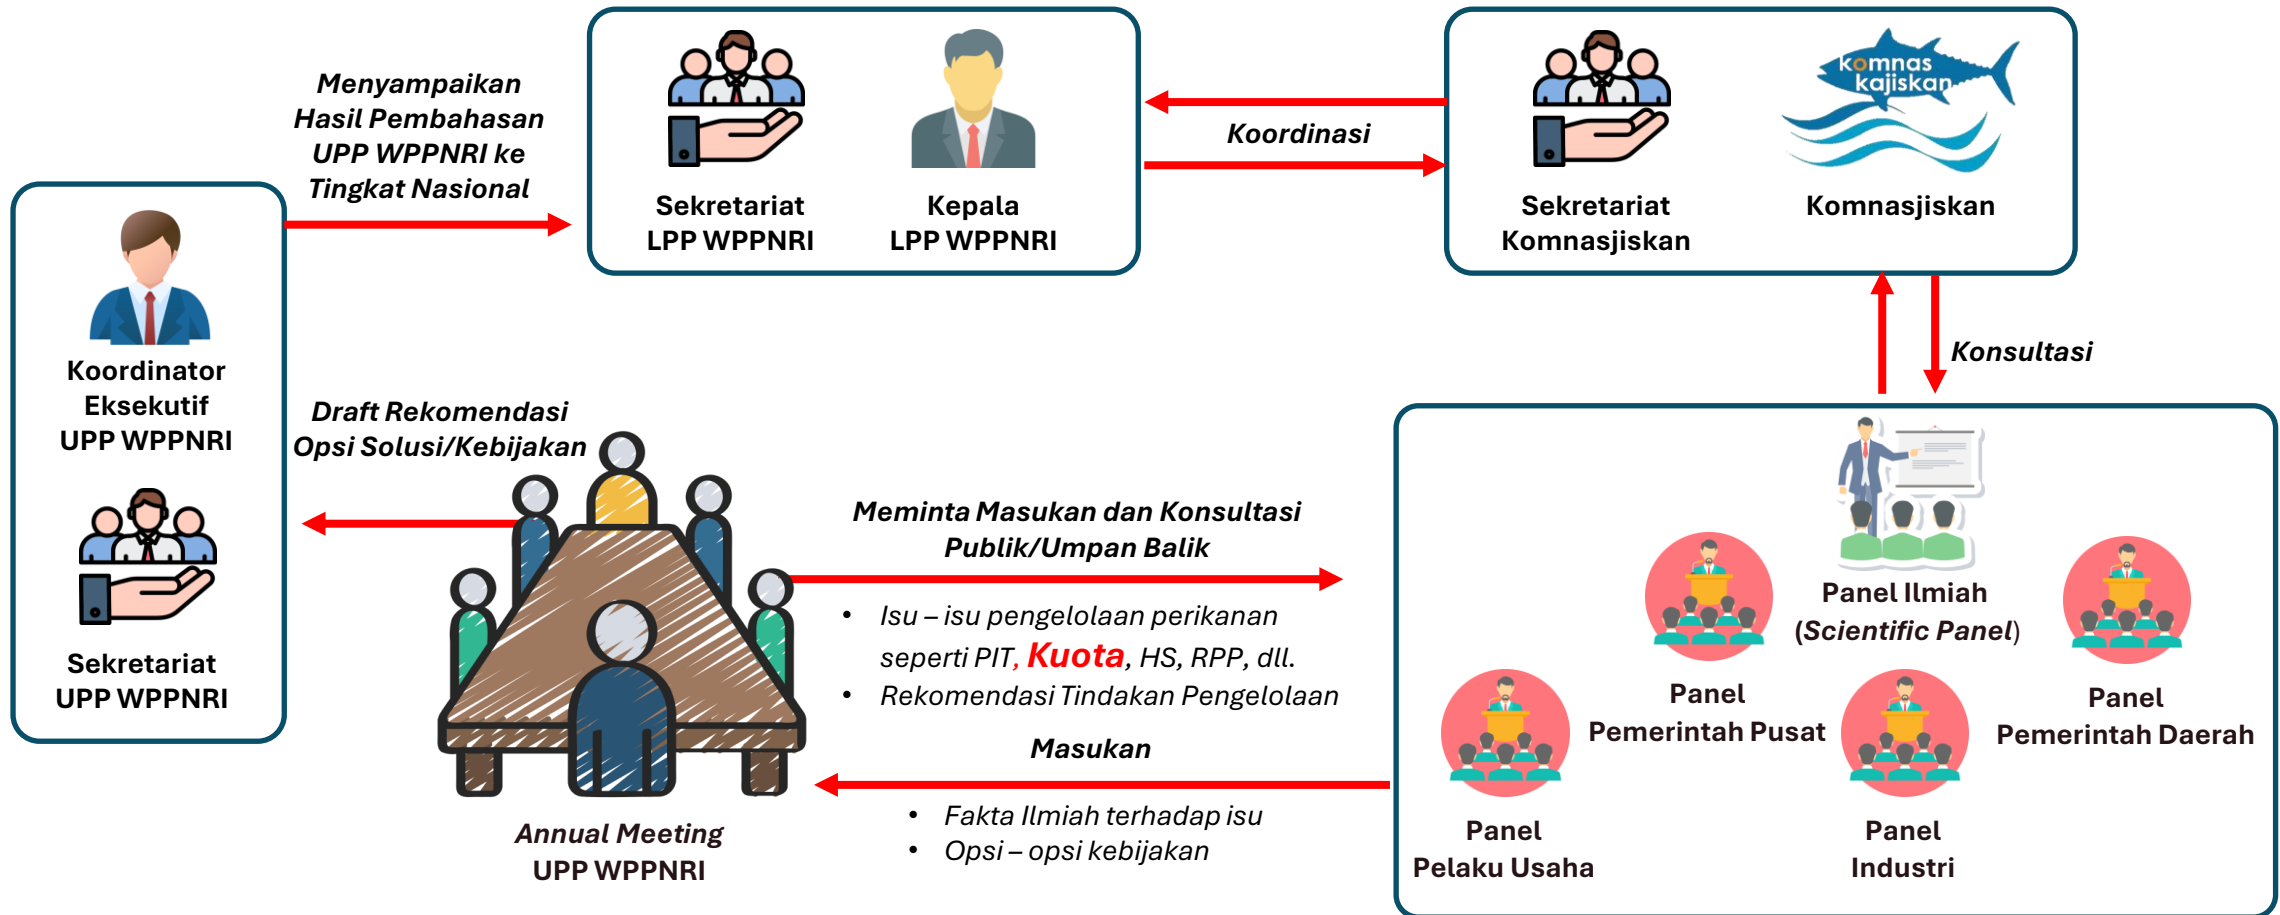 Menyampaikan
Hasil Pembahasan
UPP WPPNRI ke
Tingkat Nasional
Sekretariat
LPP WPPNRI
Kepala
LPP WPPNRI
Koordinasi
komnas
kajiskan
Sekretariat
Komnasjiskan
Komnasjiskan
Koordinator
Eksekutif
UPP WPPNRI
Sekretariat
UPP WPPNRI
Draft Rekomendasi
Opsi Solusi/Kebijakan
Konsultasi
Annual Meeting
UPP WPPNRI
Meminta Masukan dan Konsultasi
Publik/Umpan Balik
• Isu – isu pengelolaan perikanan
seperti PIT, Kuota, HS, RPP, dll.
• Rekomendasi Tindakan Pengelolaan
Masukan
• Fakta Ilmiah terhadap isu
• Opsi – opsi kebijakan
Panel Ilmiah
(Scientific Panel)
Panel
Pemerintah Pusat
Panel
Pemerintah Daerah
Panel
Pelaku Usaha
Panel
Industri